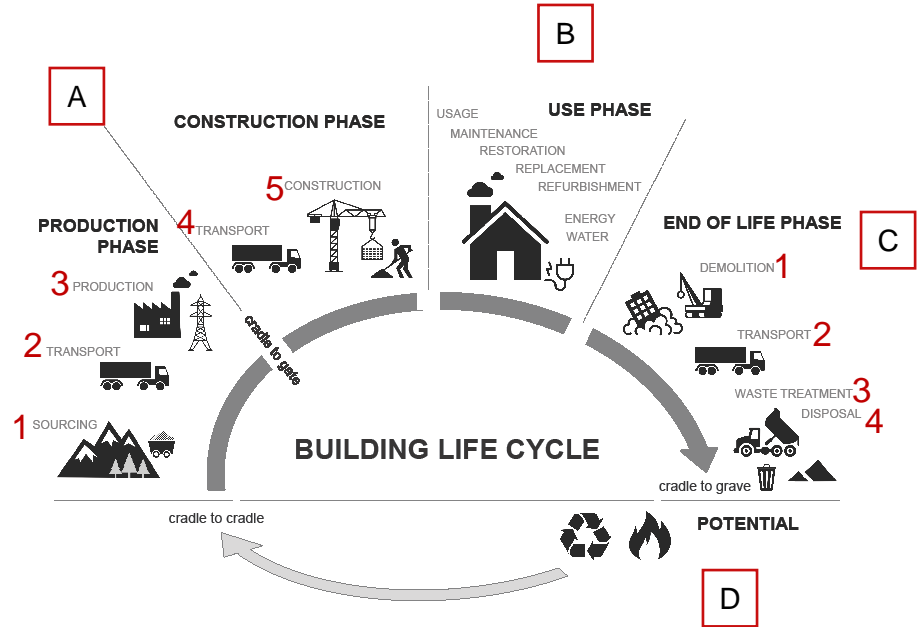 B
A
CONSTRUCTION PHASE
USE PHASE
USAGE
MAINTENANCE
RESTORATION
REPLACEMENT
REFURBISHMENT
ENERGY
WATER
5 CONSTRUCTION
4 TRANSPORT
PRODUCTION
PHASE
3 PRODUCTION
2 TRANSPORT
1 SOURCING
cradle to gate
END OF LIFE PHASE
C
DEMOLITION 1
TRANSPORT 2
WASTE TREATMENT 3
DISPOSAL 4
BUILDING LIFE CYCLE
cradle to grave
cradle to cradle
POTENTIAL
D